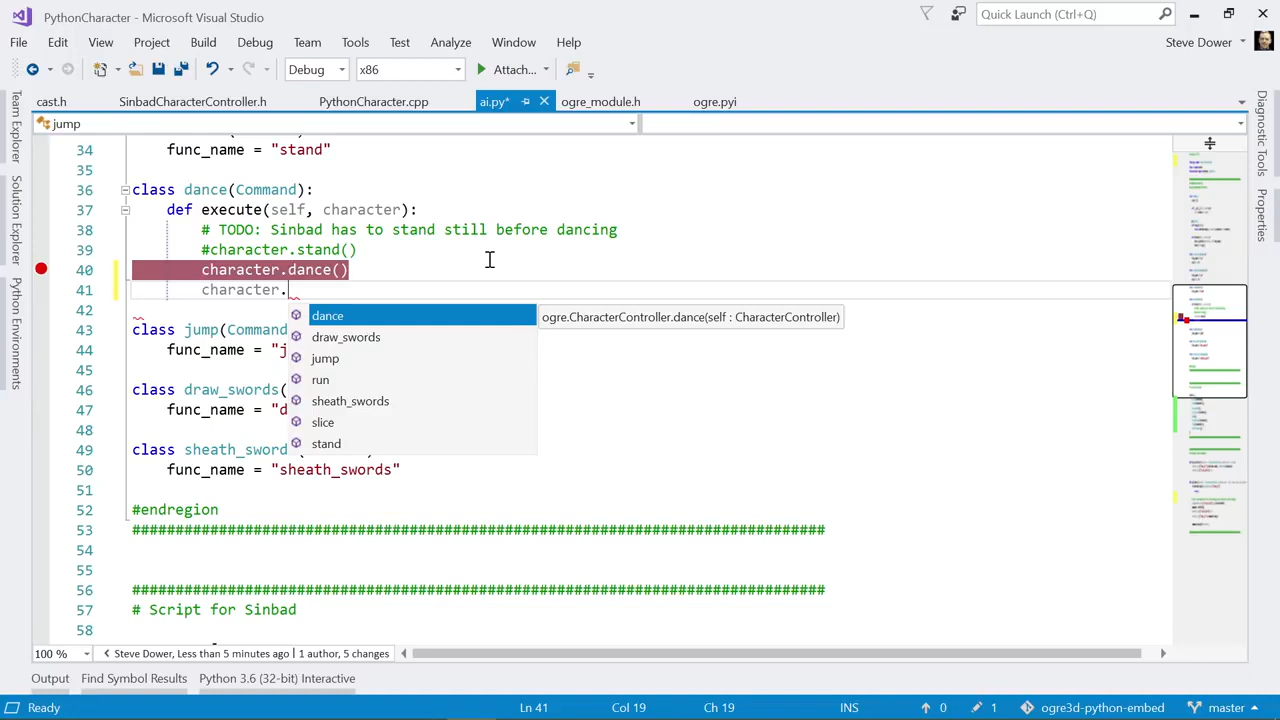 PythonCharacter - Microsoft Visual Studio
Quick Launch (Ctrl+Q)
File Edit View Project Build Debug Team Tools Test Analyze Window Help
Steve Dower
Debug x86 Attach...
cast.h SinbadCharacterController.h PythonCharacter.cpp ai.py* ogre_module.h ogre.pyi
jump
Team Explorer
Solution Explorer
Python Environments
34 func_name = "stand"
35
36 class dance(Command):
37 def execute(self, character):
38 # TODO: Sinbad has to stand still before dancing
39 #character.stand()
40 character.dance()
41 character.
dance
ogre.CharacterController.dance(self : CharacterController)
draw_swords
jump
run
sheath_swords
slice
stand
42
43 class jump(Command
44 func_name = "j
45
46 class draw_swords(
47 func_name = "d
48
49 class sheath_sword
50 func_name = "sheath_swords"
51
52 #endregion
53 ################################################################################
54
55
56 ################################################################################
57 # Script for Sinbad
58
Diagnostic Tools
Properties
100 % Steve Dower, Less than 5 minutes ago | 1 author, 5 changes
Output Find Symbol Results Python 3.6 (32-bit) Interactive
Ready Ln 41 Col 19 Ch 19 INS 0 1 ogre3d-python-embed master